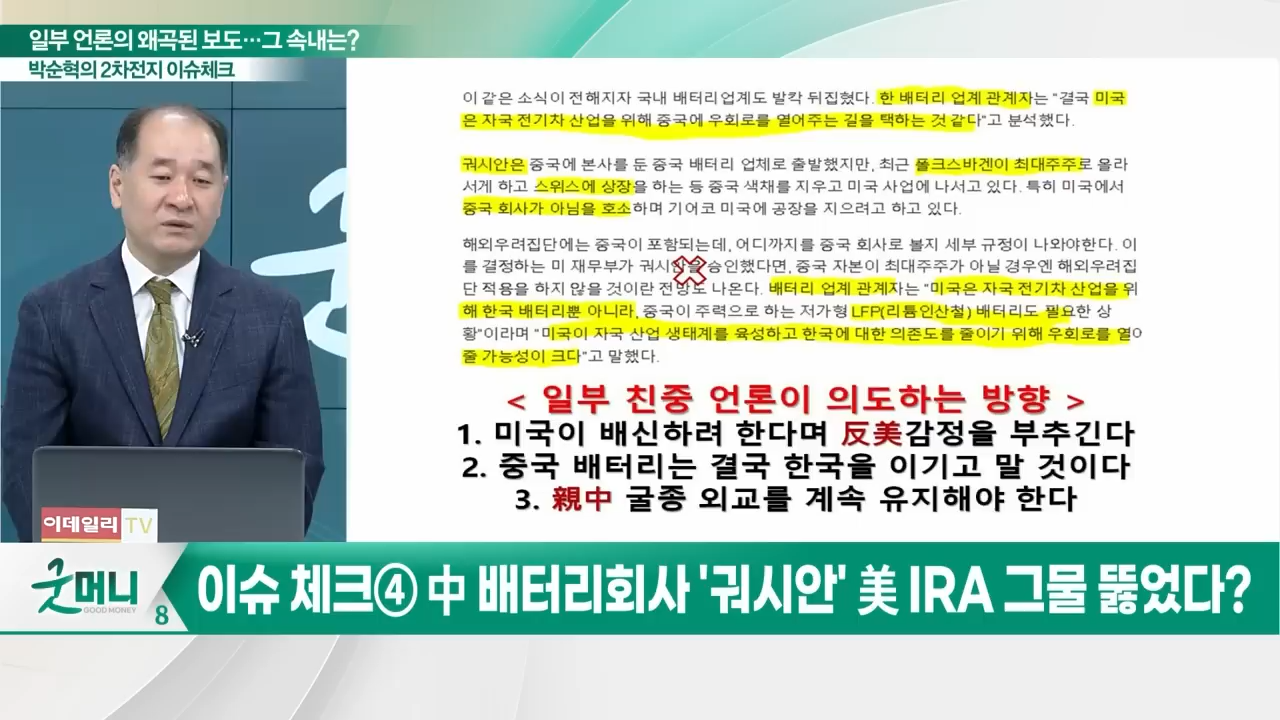 일부 언론의 왜곡된 보도…그 속내는?
박순혁의 2차전지 이슈체크
이 같은 소식이 전해지자 국내 배터리업계도 발칵 뒤집혔다. 한 배터리 업계 관계자는 "결국 미국
은 자국 전기차 산업을 위해 중국에 우회로를 열어주는 길을 택하는 것 같다"고 분석했다.
궈시안은 중국에 본사를 둔 중국 배터리 업체로 출발했지만, 최근 폴크스바겐이 최대주주로 올라
서게 하고 스위스에 상장을 하는 등 중국 색채를 지우고 미국 사업에 나서고 있다. 특히 미국에서
중국 회사가 아님을 호소하며 기어코 미국에 공장을 지으려고 하고 있다.
해외우려집단에는 중국이 포함되는데, 어디까지를 중국 회사로 볼지 세부 규정이 나와야한다. 이
를 결정하는 미 재무부가 궈시안을 승인했다면, 중국 자본이 최대주주가 아닐 경우엔 해외우려집
단 적용을 하지 않을 것이란 전망도 나온다. 배터리 업계 관계자는 "미국은 자국 전기차 산업을 위
해 한국 배터리뿐 아니라, 중국이 주력으로 하는 저가형 LFP(리튬인산철) 배터리도 필요한 상
황"이라며 "미국이 자국 산업 생태계를 육성하고 한국에 대한 의존도를 줄이기 위해 우회로를 열어
줄 가능성이 크다"고 말했다.
< 일부 친중 언론이 의도하는 방향 >
1. 미국이 배신하려 한다며 反美감정을 부추긴다
2. 중국 배터리는 결국 한국을 이기고 말 것이다
3. 親中 굴종 외교를 계속 유지해야 한다
이데일리 TV
굿머니
GOOD MONEY
8
이슈 체크④ 中 배터리회사 '궈시안' 美 IRA 그물 뚫었다?